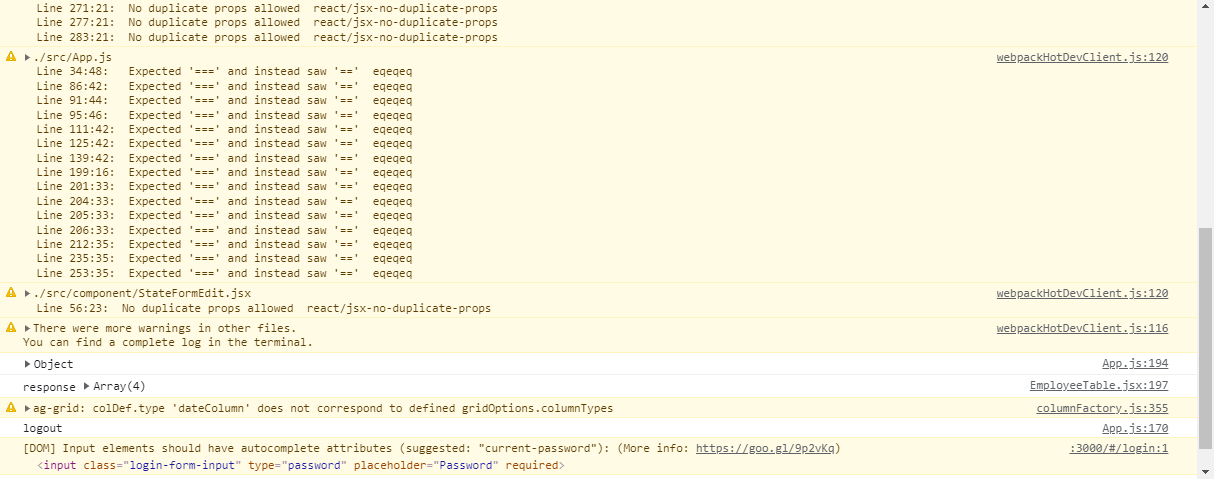 Line 271:21:  No duplicate props allowed  react/jsx-no-duplicate-props
Line 277:21:  No duplicate props allowed  react/jsx-no-duplicate-props
Line 283:21:  No duplicate props allowed  react/jsx-no-duplicate-props
./src/App.js webpackHotDevClient.js:120
Line 34:48:   Expected '===' and instead saw '=='  eqeqeq
Line 86:42:   Expected '===' and instead saw '=='  eqeqeq
Line 91:44:   Expected '===' and instead saw '=='  eqeqeq
Line 95:46:   Expected '===' and instead saw '=='  eqeqeq
Line 111:42:  Expected '===' and instead saw '=='  eqeqeq
Line 125:42:  Expected '===' and instead saw '=='  eqeqeq
Line 139:42:  Expected '===' and instead saw '=='  eqeqeq
Line 199:16:  Expected '===' and instead saw '=='  eqeqeq
Line 201:33:  Expected '===' and instead saw '=='  eqeqeq
Line 204:33:  Expected '===' and instead saw '=='  eqeqeq
Line 205:33:  Expected '===' and instead saw '=='  eqeqeq
Line 206:33:  Expected '===' and instead saw '=='  eqeqeq
Line 212:35:  Expected '===' and instead saw '=='  eqeqeq
Line 235:35:  Expected '===' and instead saw '=='  eqeqeq
Line 253:35:  Expected '===' and instead saw '=='  eqeqeq
./src/component/StateFormEdit.jsx webpackHotDevClient.js:120
Line 56:23:  No duplicate props allowed  react/jsx-no-duplicate-props
There were more warnings in other files. webpackHotDevClient.js:116
You can find a complete log in the terminal.
Object App.js:194
response Array(4) EmployeeTable.jsx:197
ag-grid: colDef.type 'dateColumn' does not correspond to defined gridOptions.columnTypes columnFactory.js:355
logout App.js:170
[DOM] Input elements should have autocomplete attributes (suggested: "current-password"): (More info: https://goo.gl/9p2vKq) :3000/#/login:1
<input class="login-form-input" type="password" placeholder="Password" required>